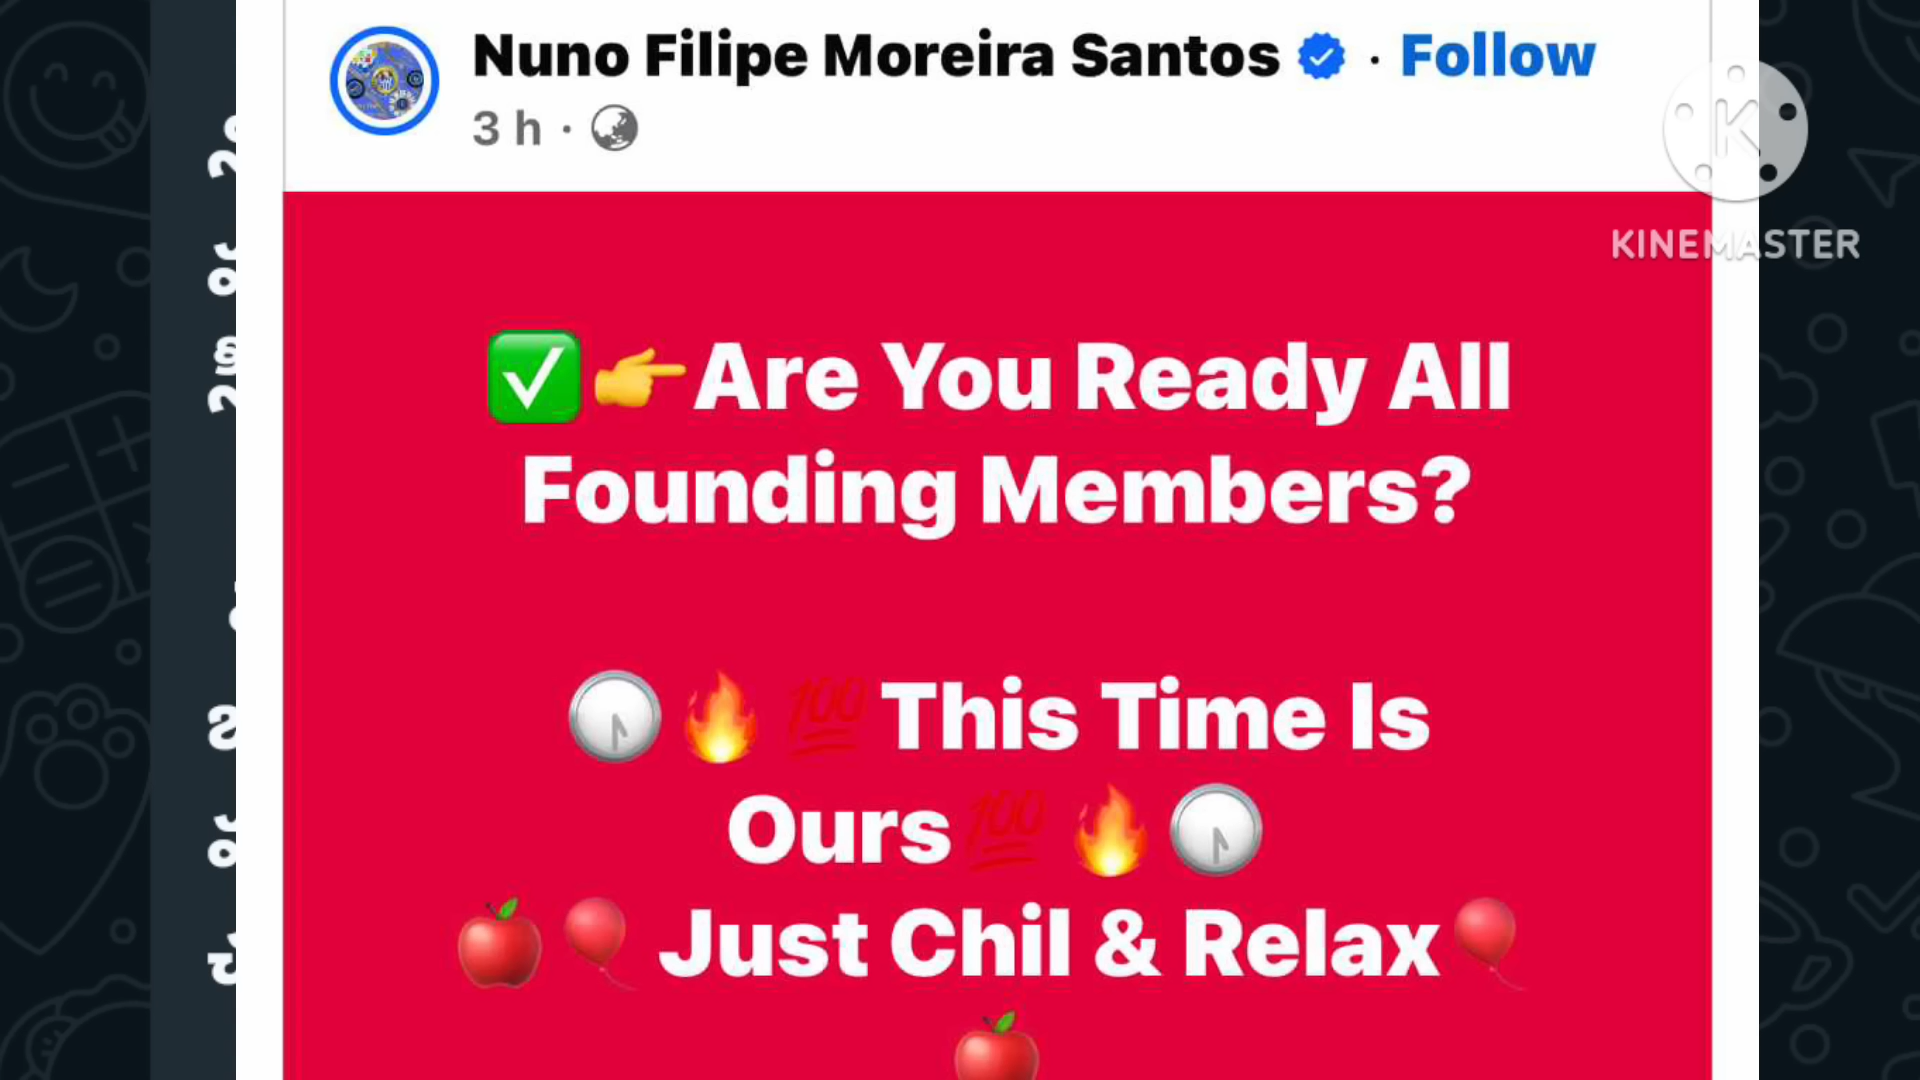 Nuno Filipe Moreira Santos · Follow
3 h ·
K
KINEMASTER
✅👉Are You Ready All
Founding Members?
🕡🔥💯This Time Is
Ours💯🔥🕡
🍎🎈Just Chil & Relax🎈
🍎